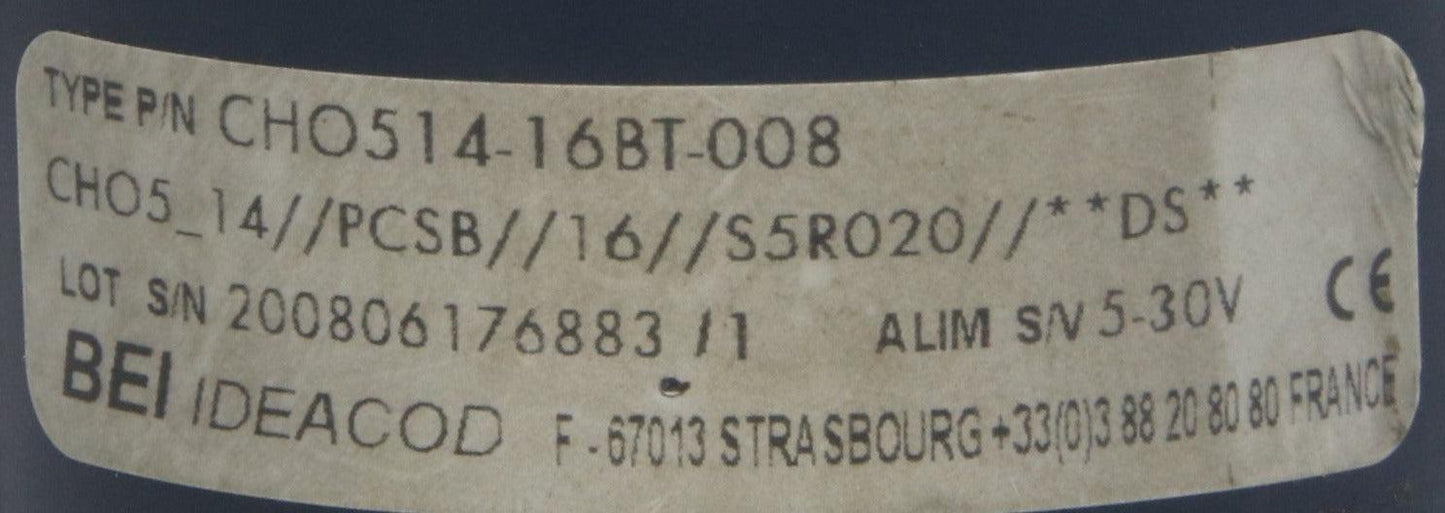 TYPE P/N CHO514-16BT-008
CHO5_14//PCSB//16//S5R020//**DS**
LOT S/N 200806176883 /1 ALIM S/V 5-30V CE
BEI IDEACOD F - 67013 STRASBOURG +33(0)3 88 20 80 80 FRANCE